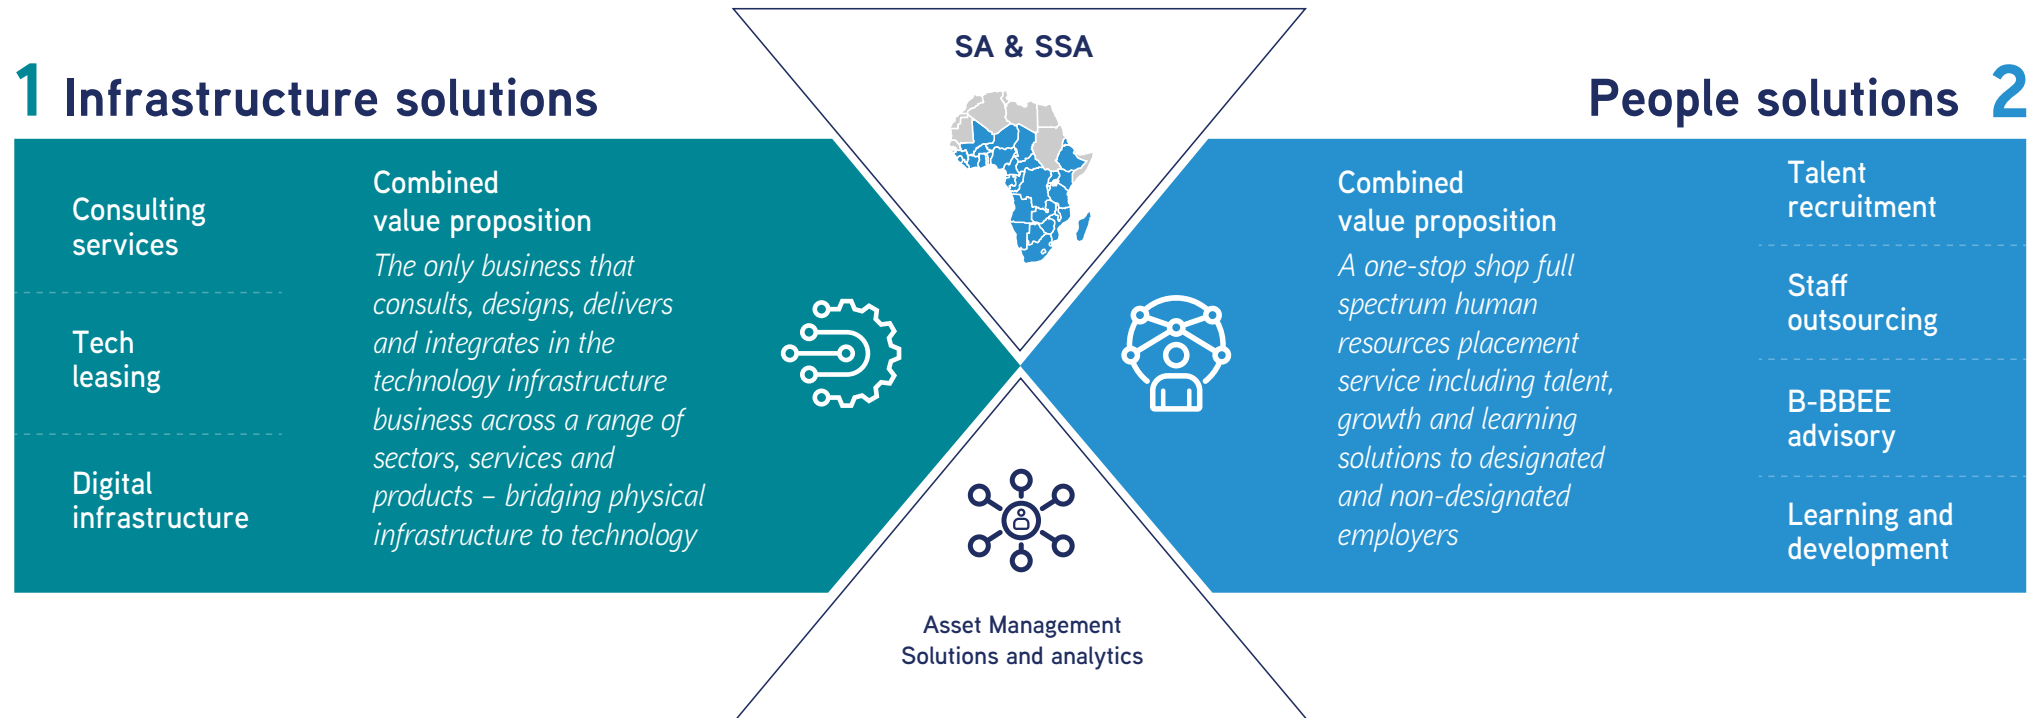 1 Infrastructure solutions
Consulting
services
Tech
leasing
Digital
infrastructure
Combined
value proposition
The only business that
consults, designs, delivers
and integrates in the
technology infrastructure
business across a range of
sectors, services and
products – bridging physical
infrastructure to technology
SA & SSA
Asset Management
Solutions and analytics
People solutions 2
Combined
value proposition
A one-stop shop full
spectrum human
resources placement
service including talent,
growth and learning
solutions to designated
and non-designated
employers
Talent
recruitment
Staff
outsourcing
B-BBEE
advisory
Learning and
development